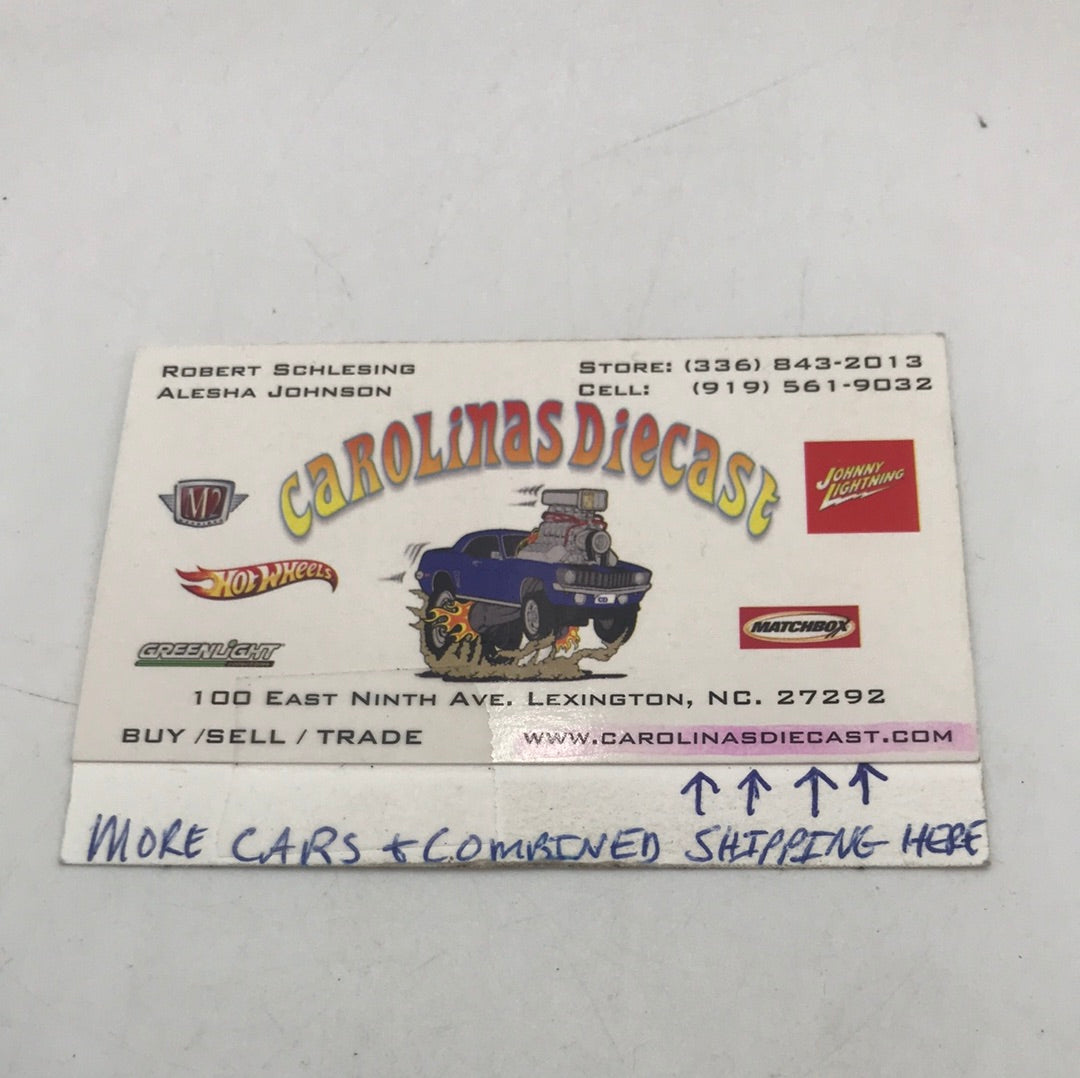 ROBERT SCHLESING
ALESHA JOHNSON
STORE: (336) 843-2013
CELL: (919) 561-9032
CAROLINAS DIECAST
M2
JOHNNY
LIGHTNING
HOT WHEELS
CD
MATCHBOX
GREENLIGHT
100 EAST NINTH AVE. LEXINGTON, NC. 27292
BUY /SELL / TRADE
WWW.CAROLINASDIECAST.COM
MORE CARS + COMBINED SHIPPING HERE